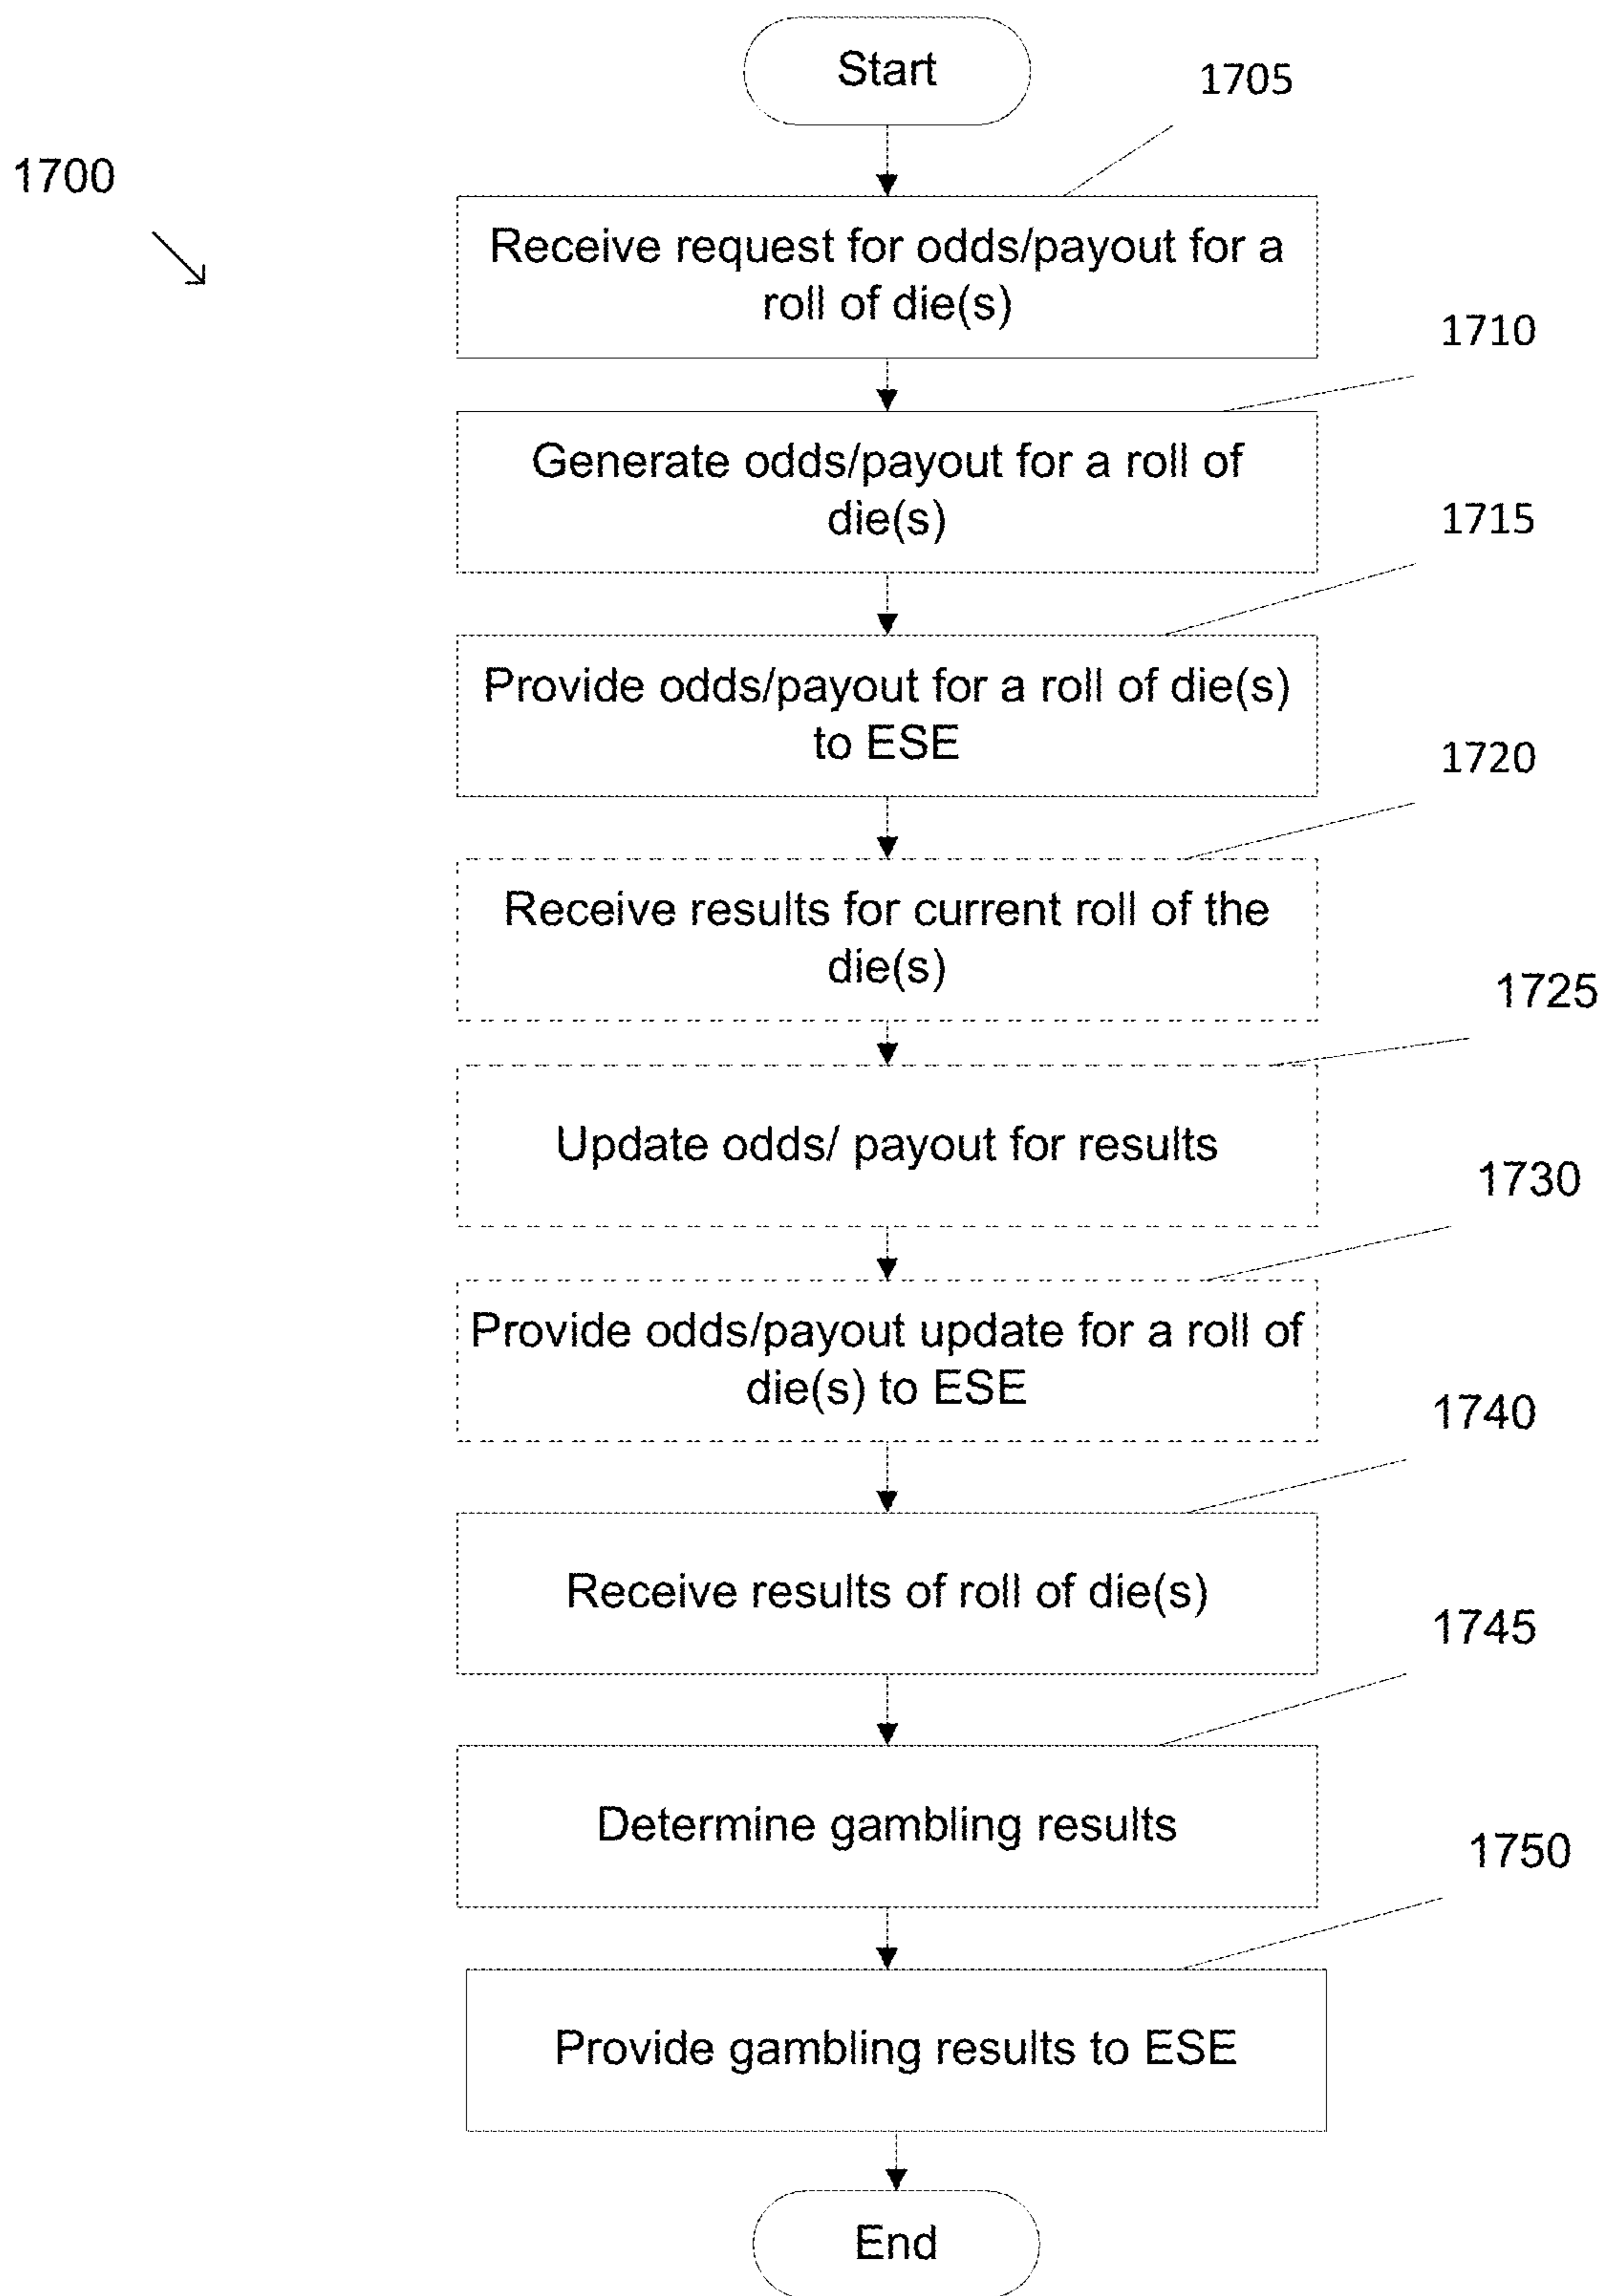 Start
1705
1700
Receive request for odds/payout for a
roll of die(s)
1710
Generate odds/payout for a roll of
die(s)
1715
Provide odds/payout for a roll of die(s)
to ESE
1720
Receive results for current roll of the
die(s)
1725
Update odds/ payout for results
1730
Provide odds/payout update for a roll of
die(s) to ESE
1740
Receive results of roll of die(s)
1745
Determine gambling results
1750
Provide gambling results to ESE
End